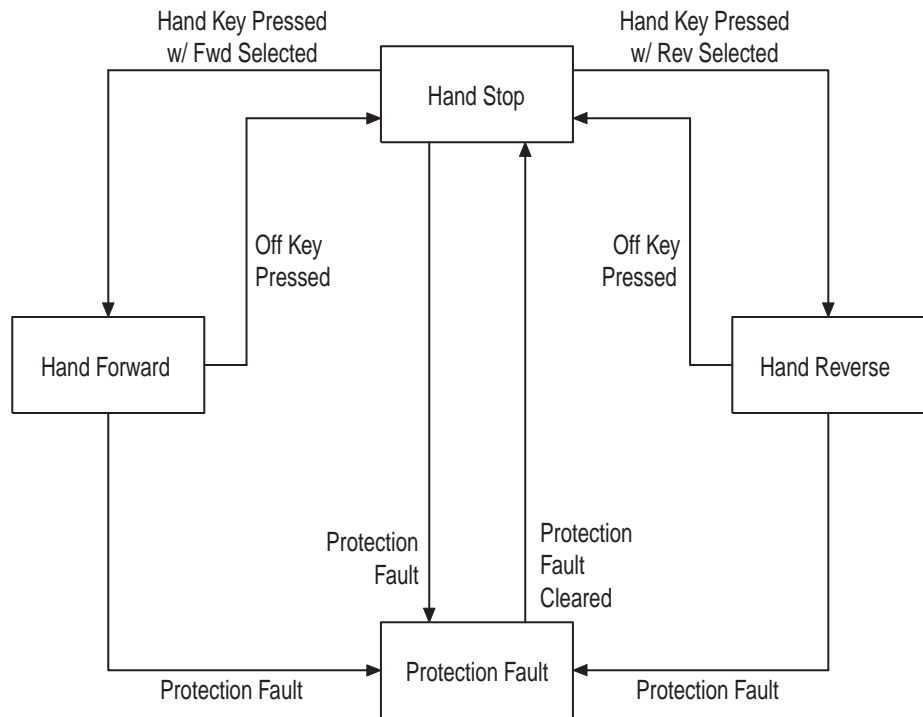 Hand Key Pressed
w/ Fwd Selected
Hand Key Pressed
w/ Rev Selected
Hand Stop
Off Key
Pressed
Off Key
Pressed
Hand Forward
Hand Reverse
Protection
Fault
Protection
Fault
Cleared
Protection Fault
Protection Fault
Protection Fault